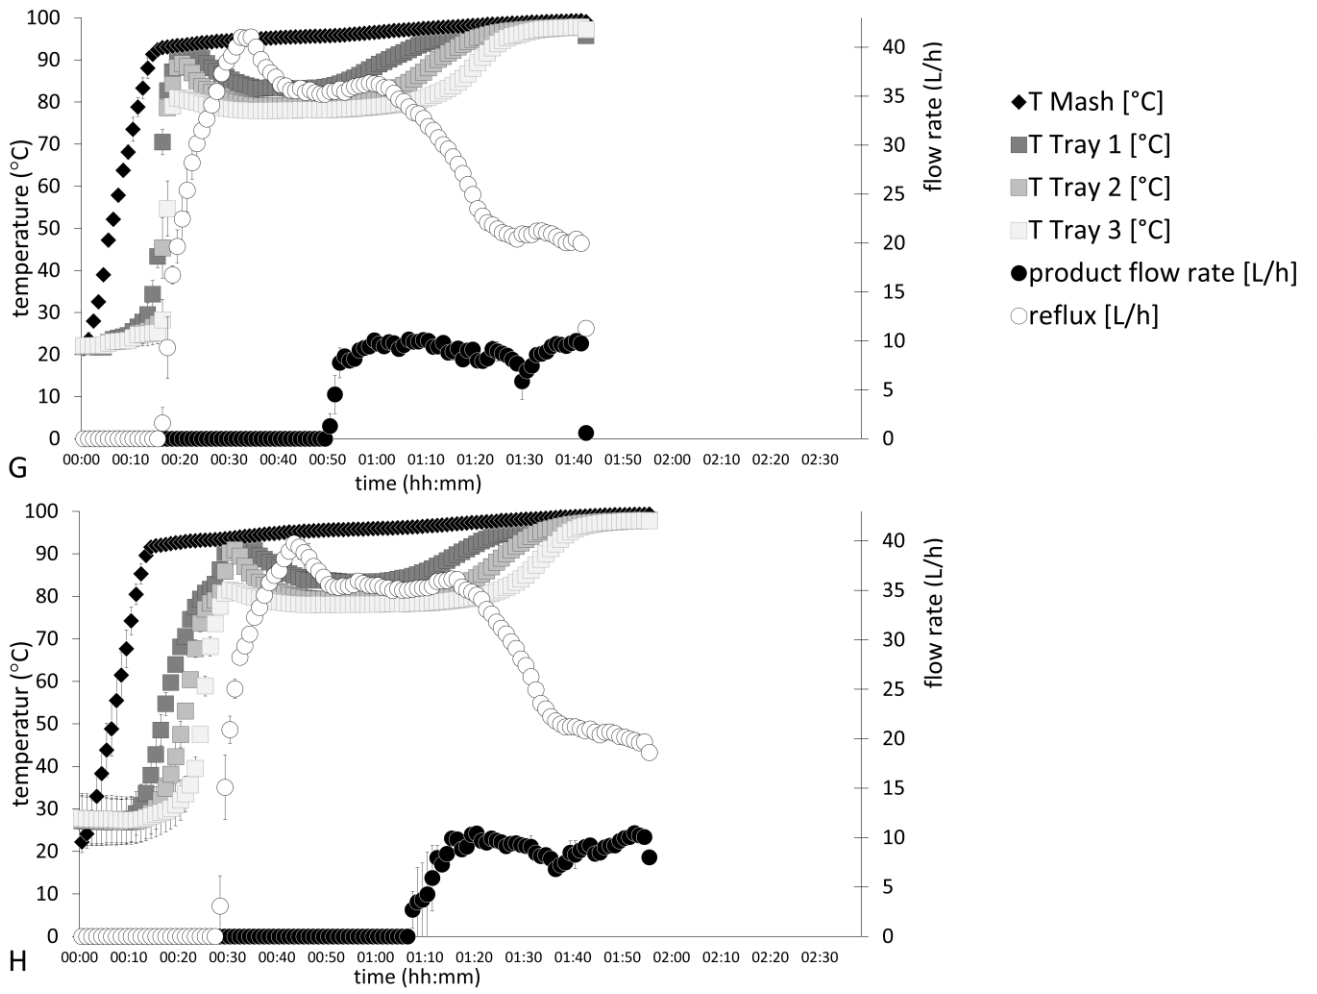 100
90
80
70
60
50
40
30
20
10
0
temperature (°C)
40
35
30
25
20
15
10
5
0
flow rate (L/h)
00:00 00:10 00:20 00:30 00:40 00:50 01:00 01:10 01:20 01:30 01:40 01:50 02:00 02:10 02:20 02:30
time (hh:mm)
G
T Mash [°C]
T Tray 1 [°C]
T Tray 2 [°C]
T Tray 3 [°C]
product flow rate [L/h]
reflux [L/h]
100
90
80
70
60
50
40
30
20
10
0
temperatur (°C)
40
35
30
25
20
15
10
5
0
flow rate (L/h)
00:00 00:10 00:20 00:30 00:40 00:50 01:00 01:10 01:20 01:30 01:40 01:50 02:00 02:10 02:20 02:30
time (hh:mm)
H